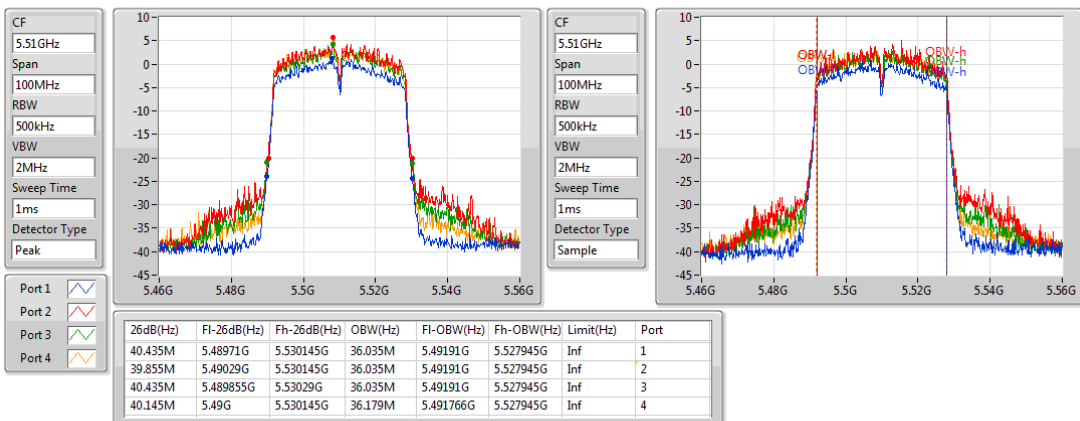 CF
5.51GHz
Span
100MHz
RBW
500kHz
VBW
2MHz
Sweep Time
1ms
Detector Type
Peak
10
5
0
-5
-10
-15
-20
-25
-30
-35
-40
-45
5.46G 5.48G 5.5G 5.52G 5.54G 5.56G
CF
5.51GHz
Span
100MHz
RBW
500kHz
VBW
2MHz
Sweep Time
1ms
Detector Type
Sample
10
5
0
-5
-10
-15
-20
-25
-30
-35
-40
-45
OBW-h
5.46G 5.48G 5.5G 5.52G 5.54G 5.56G
Port 1
Port 2
Port 3
Port 4
26dB(Hz) Fl-26dB(Hz) Fh-26dB(Hz) OBW(Hz) Fl-OBW(Hz) Fh-OBW(Hz) Limit(Hz) Port
40.435M 5.48971G 5.530145G 36.035M 5.49191G 5.527945G Inf 1
39.855M 5.49029G 5.530145G 36.035M 5.49191G 5.527945G Inf 2
40.435M 5.489855G 5.53029G 36.035M 5.49191G 5.527945G Inf 3
40.145M 5.49G 5.530145G 36.179M 5.491766G 5.527945G Inf 4